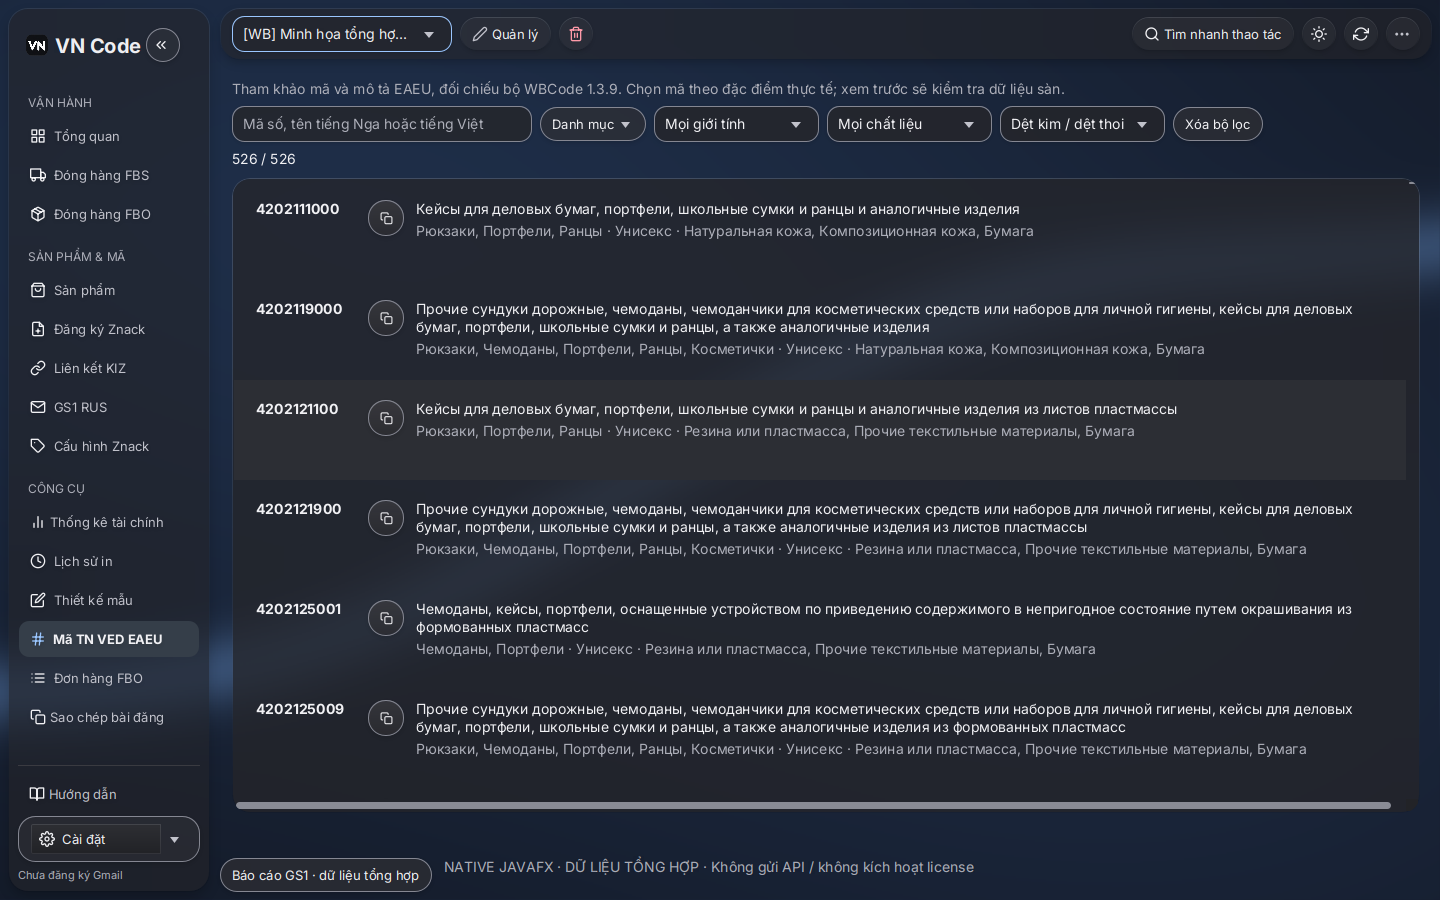 VN Code
VẬN HÀNH
Tổng quan
Đóng hàng FBS
Đóng hàng FBO
SẢN PHẨM & MÃ
Sản phẩm
Đăng ký Znack
Liên kết KIZ
GS1 RUS
Cấu hình Znack
CÔNG CỤ
Thống kê tài chính
Lịch sử in
Thiết kế mẫu
Mã TN VED EAEU
Đơn hàng FBO
Sao chép bài đăng
Hướng dẫn
Cài đặt
Chưa đăng ký Gmail
[WB] Minh họa tổng hợ...
Quản lý
Tìm nhanh thao tác
Tham khảo mã và mô tả EAEU, đối chiếu bộ WBCode 1.3.9. Chọn mã theo đặc điểm thực tế; xem trước sẽ kiểm tra dữ liệu sàn.
Mã số, tên tiếng Nga hoặc tiếng Việt
Danh mục
Mọi giới tính
Mọi chất liệu
Dệt kim / dệt thoi
Xóa bộ lọc
526 / 526
4202111000
Кейсы для деловых бумаг, портфели, школьные сумки и ранцы и аналогичные изделия
Рюкзаки, Портфели, Ранцы · Унисекс · Натуральная кожа, Композиционная кожа, Бумага
4202119000
Прочие сундуки дорожные, чемоданы, чемоданчики для косметических средств или наборов для личной гигиены, кейсы для деловых
бумаг, портфели, школьные сумки и ранцы, а также аналогичные изделия
Рюкзаки, Чемоданы, Портфели, Ранцы, Косметички · Унисекс · Натуральная кожа, Композиционная кожа, Бумага
4202121100
Кейсы для деловых бумаг, портфели, школьные сумки и ранцы и аналогичные изделия из листов пластмассы
Рюкзаки, Портфели, Ранцы · Унисекс · Резина или пластмасса, Прочие текстильные материалы, Бумага
4202121900
Прочие сундуки дорожные, чемоданы, чемоданчики для косметических средств или наборов для личной гигиены, кейсы для деловых
бумаг, портфели, школьные сумки и ранцы, а также аналогичные изделия из листов пластмассы
Рюкзаки, Чемоданы, Портфели, Ранцы, Косметички · Унисекс · Резина или пластмасса, Прочие текстильные материалы, Бумага
4202125001
Чемоданы, кейсы, портфели, оснащенные устройством по приведению содержимого в непригодное состояние путем окрашивания из
формованных пластмасс
Чемоданы, Портфели · Унисекс · Резина или пластмасса, Прочие текстильные материалы, Бумага
4202125009
Прочие сундуки дорожные, чемоданы, чемоданчики для косметических средств или наборов для личной гигиены, кейсы для деловых
бумаг, портфели, школьные сумки и ранцы, а также аналогичные изделия из формованных пластмасс
Рюкзаки, Чемоданы, Портфели, Ранцы, Косметички · Унисекс · Резина или пластмасса, Прочие текстильные материалы, Бумага
Báo cáo GS1 · dữ liệu tổng hợp
NATIVE JAVAFX · DỮ LIỆU TỔNG HỢP · Không gửi API / không kích hoạt license